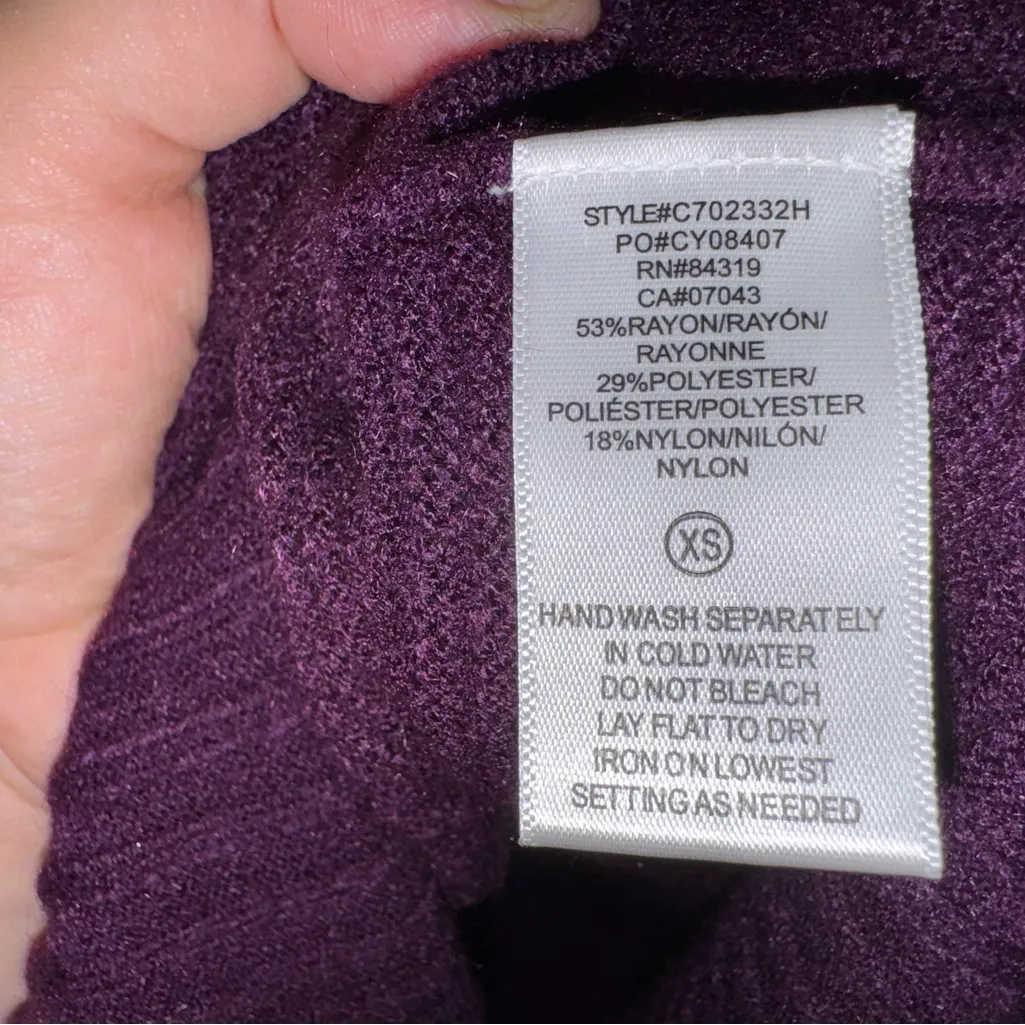 STYLE#C702332H
PO#CY08407
RN#84319
CA#07043
53%RAYON/RAYÓN/
RAYONNE
29%POLYESTER/
POLIÉSTER/POLYESTER
18%NYLON/NILÓN/
NYLON
XS
HAND WASH SEPARATELY
IN COLD WATER
DO NOT BLEACH
LAY FLAT TO DRY
IRON ON LOWEST
SETTING AS NEEDED